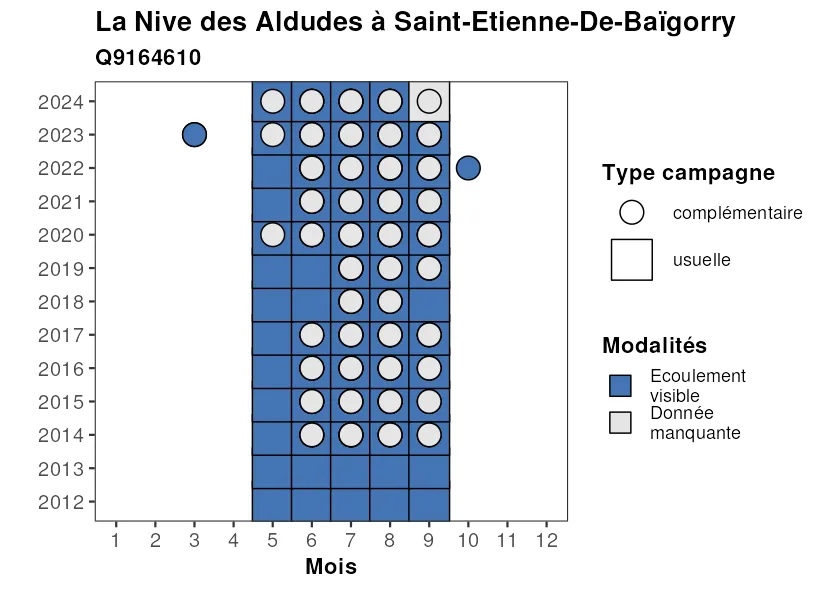 La Nive des Aldudes à Saint-Etienne-De-Baïgorry
Q9164610
2024
2023
2022
2021
2020
2019
2018
2017
2016
2015
2014
2013
2012
1 2 3 4 5 6 7 8 9 10 11 12
Mois
Type campagne
complémentaire
usuelle
Modalités
Ecoulement
visible
Donnée
manquante